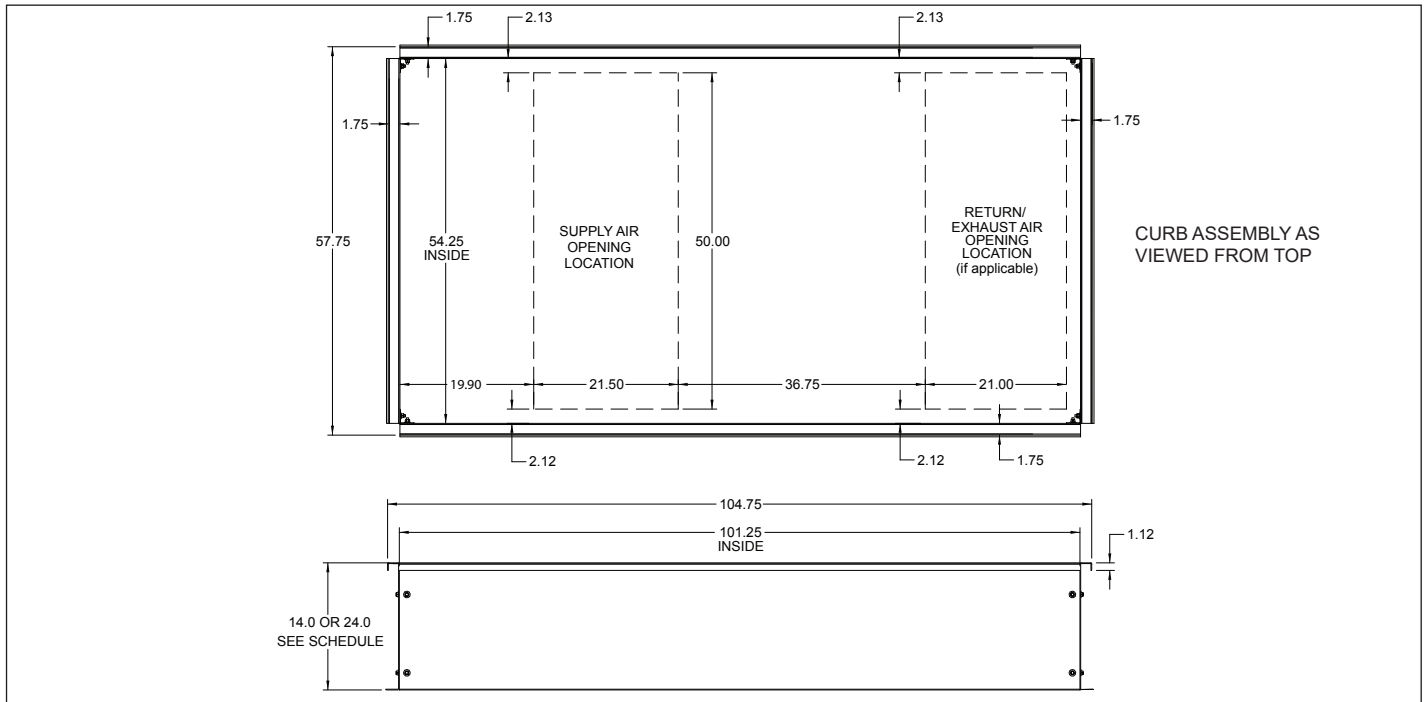 1.75
2.13
2.13
1.75
1.75
57.75
54.25
INSIDE
SUPPLY AIR
OPENING
LOCATION
50.00
RETURN/
EXHAUST AIR
OPENING
LOCATION
(if applicable)
CURB ASSEMBLY AS
VIEWED FROM TOP
19.90
21.50
36.75
21.00
2.12
2.12
1.75
104.75
101.25
INSIDE
1.12
14.0 OR 24.0
SEE SCHEDULE